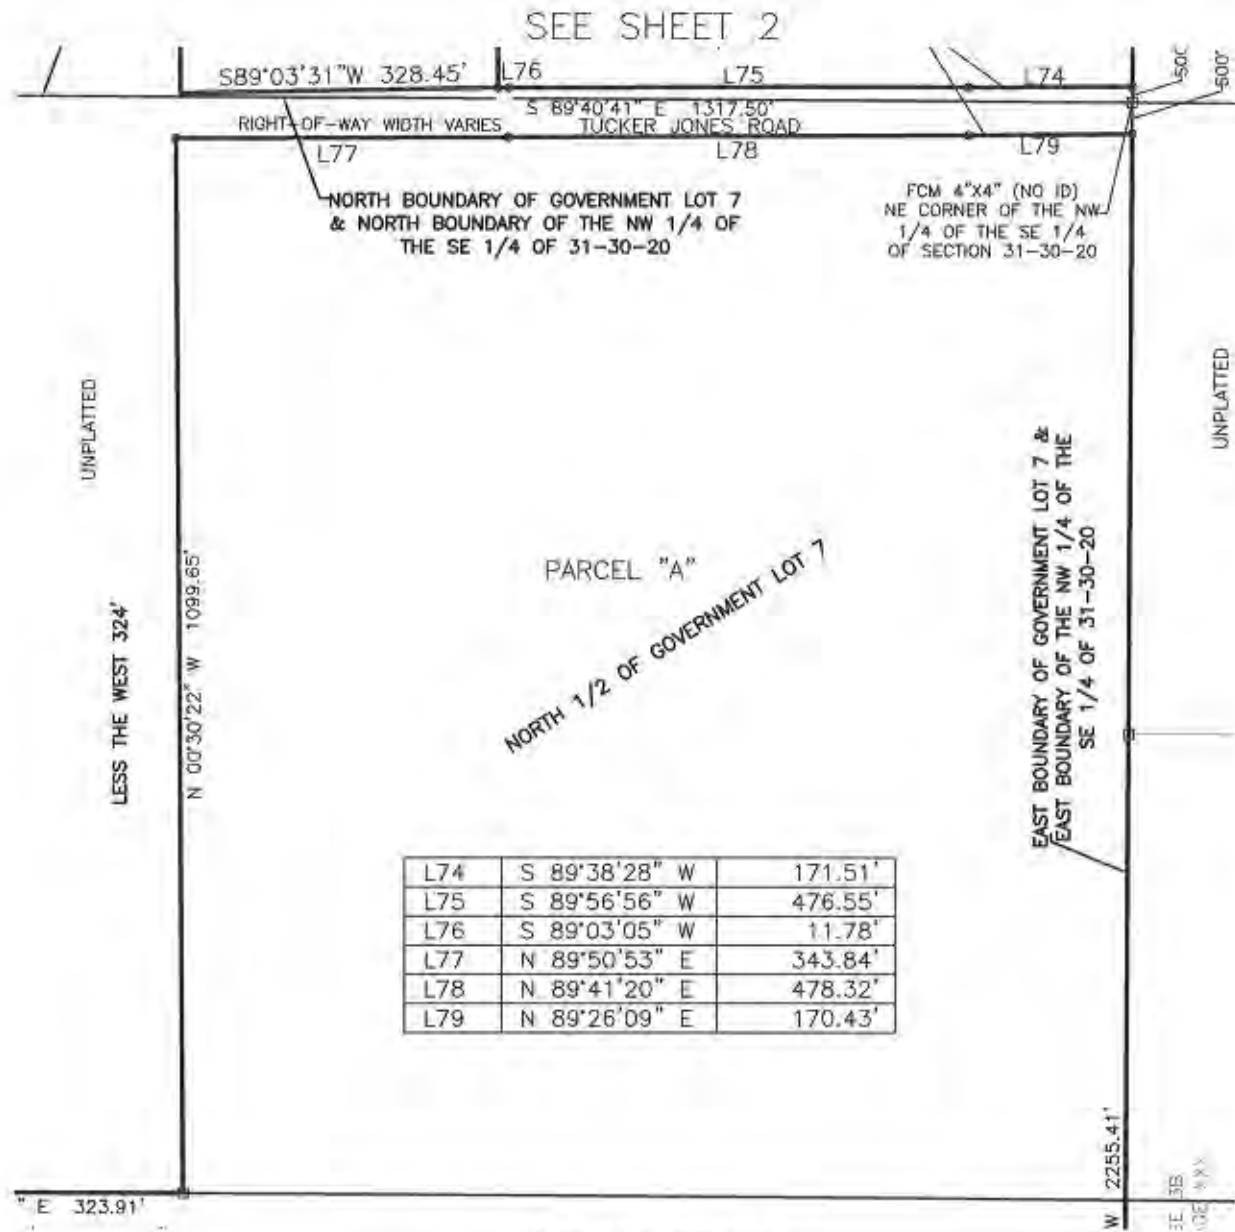 SEE SHEET 2
S89°03'31"W 328.45'
L76
L75
L74
500'
S 89°40'41" E 1317.50'
RIGHT-OF-WAY WIDTH VARIES
TUCKER JONES ROAD
L77
L78
L79
NORTH BOUNDARY OF GOVERNMENT LOT 7
& NORTH BOUNDARY OF THE NW 1/4 OF
THE SE 1/4 OF 31-30-20
FCM 4"X4" (NO ID)
NE CORNER OF THE NW
1/4 OF THE SE 1/4
OF SECTION 31-30-20
UNPLATTED
UNPLATTED
LESS THE WEST 324'
N 00°30'22" W 1099.65'
PARCEL "A"
NORTH 1/2 OF GOVERNMENT LOT 7
EAST BOUNDARY OF GOVERNMENT LOT 7 &
EAST BOUNDARY OF THE NW 1/4 OF THE
SE 1/4 OF 31-30-20
L74 S 89°38'28" W 171.51'
L75 S 89°56'56" W 476.55'
L76 S 89°03'05" W 11.78'
L77 N 89°50'53" E 343.84'
L78 N 89°41'20" E 478.32'
L79 N 89°26'09" E 170.43'
W 2255.41'
" E 323.91'